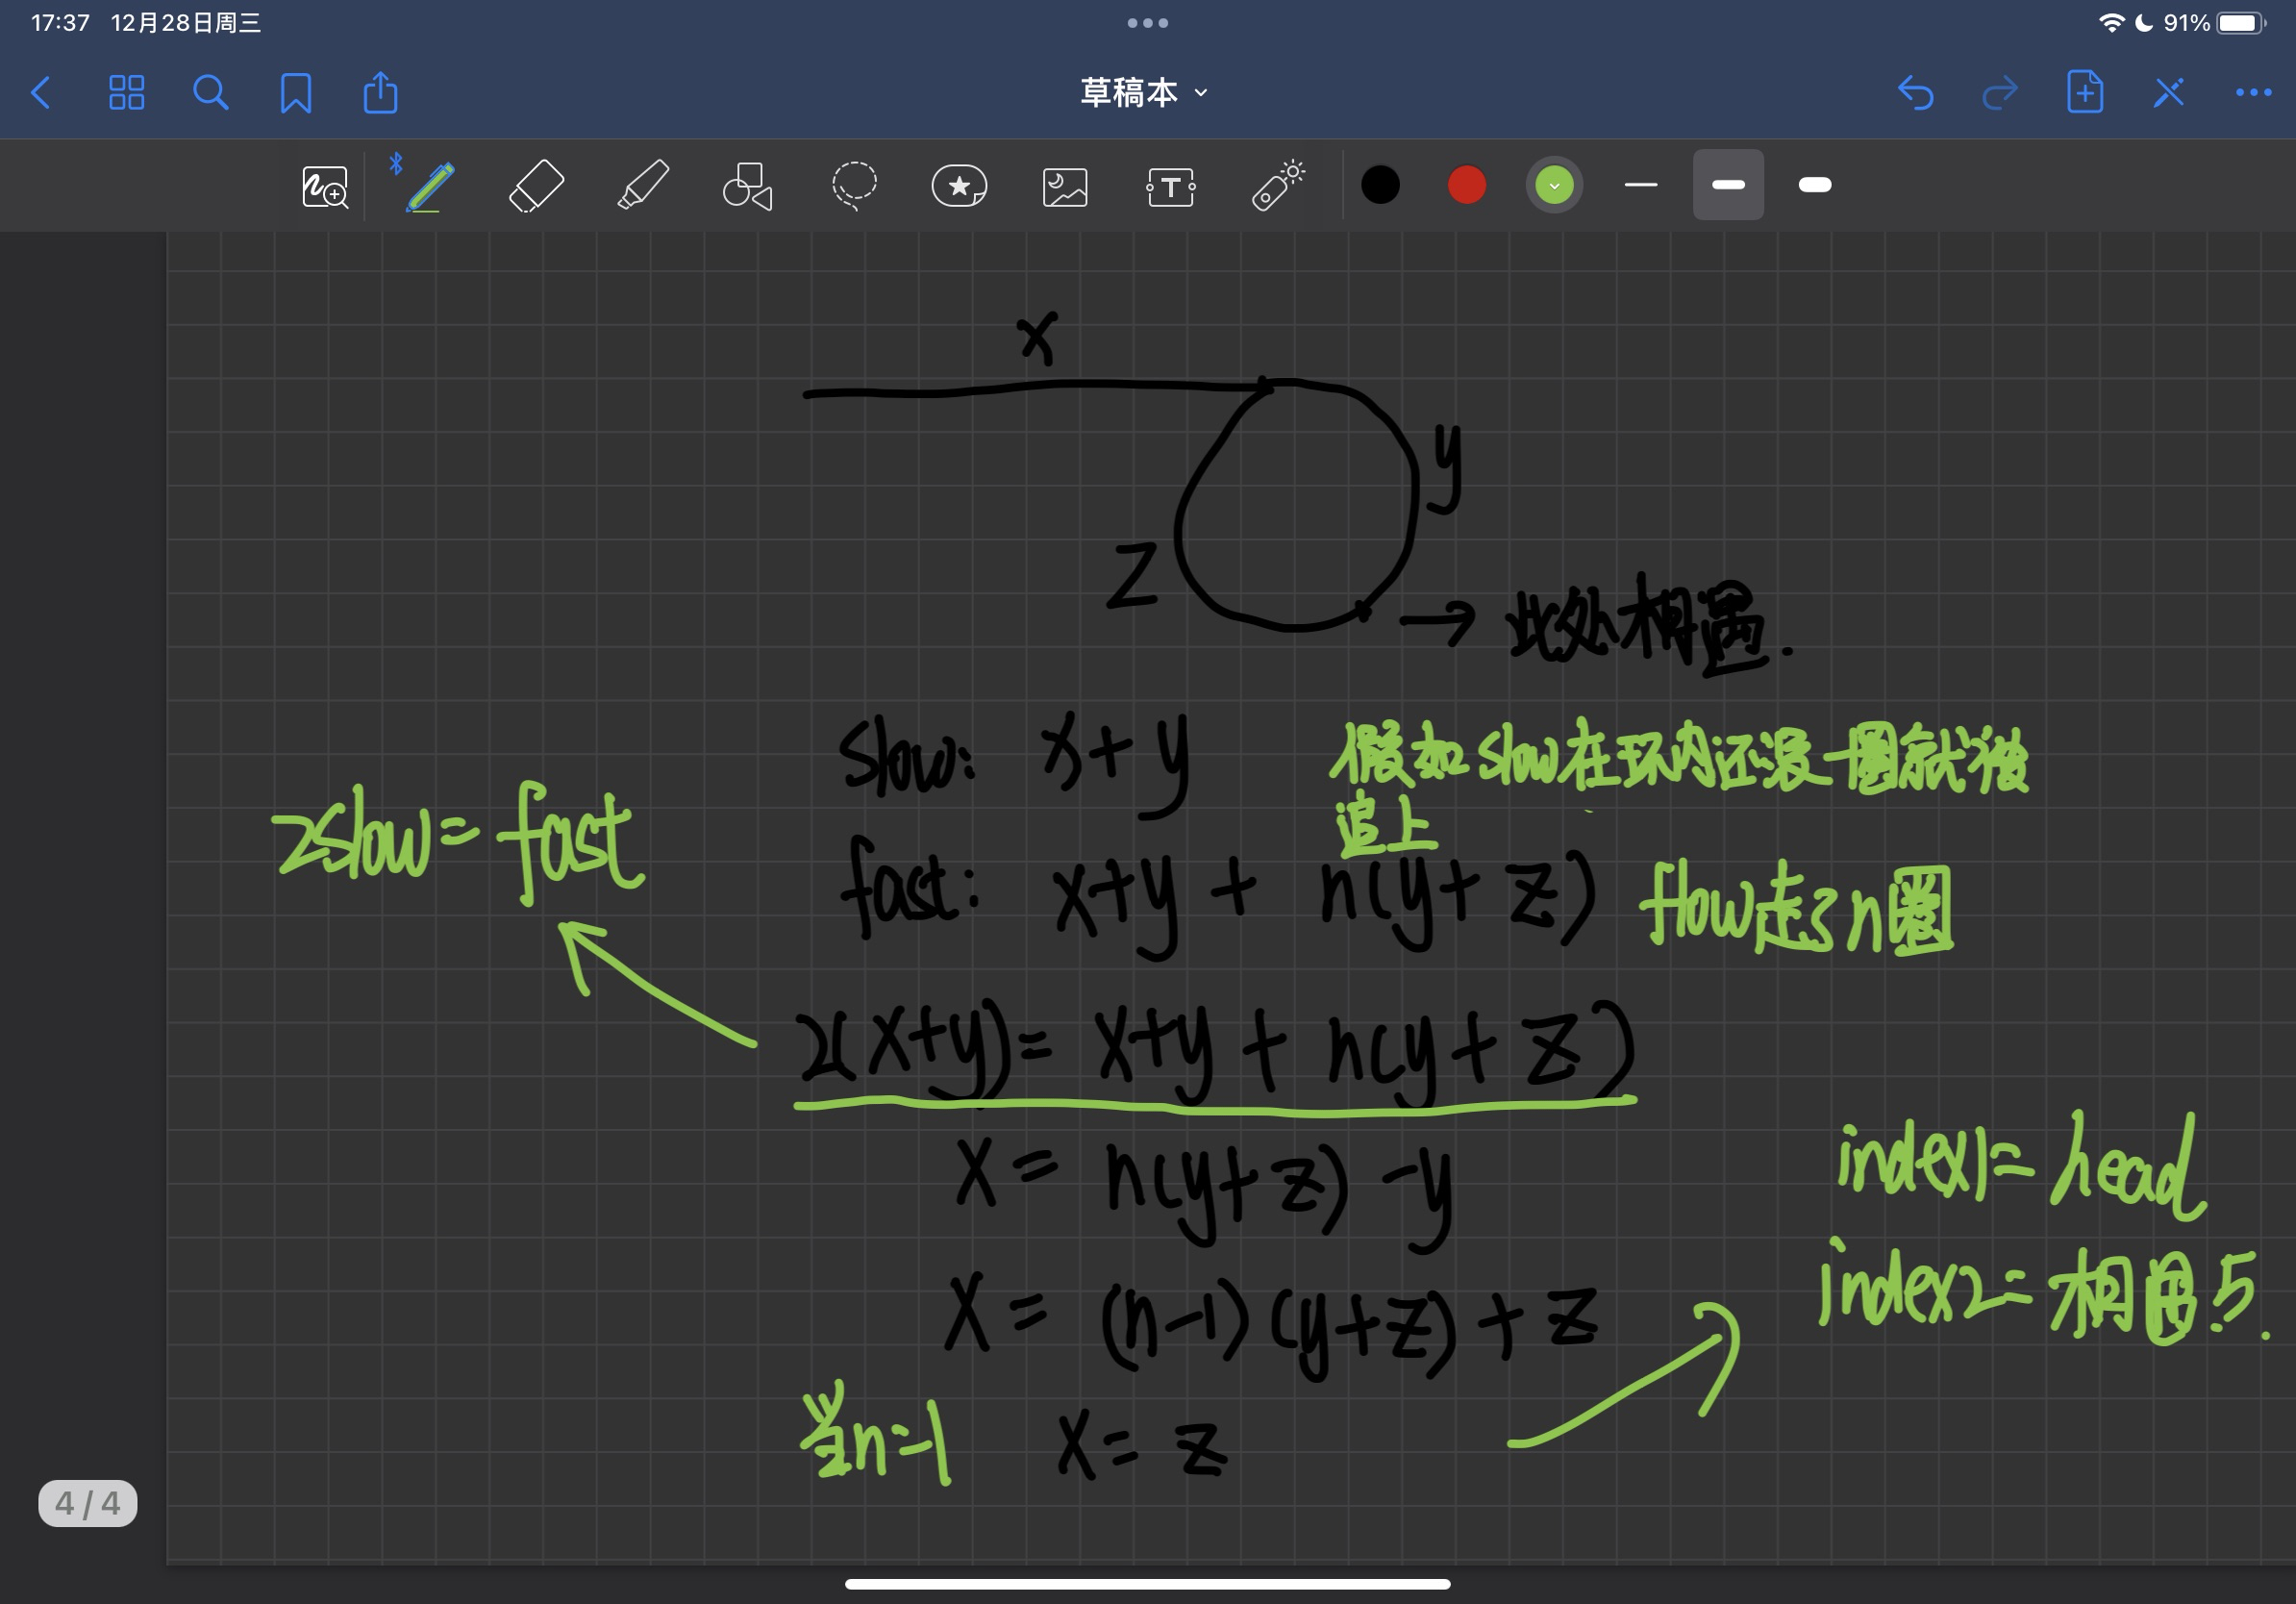 17:37 12月28日周三
91%
草稿本
T
x
y
z
→ 此处相遇.
slow: x+y
假如slow在环内还没一圈就被
追上
2slow=fast
fast: x+y + n(y+z)
flow走了n圈
2(x+y)= x+y+ n(y+z)
x= n(y+z)-y
index1=head
x= (n-1)(y+z)+z
index2=相遇点.
当n=1 x=z
4 / 4